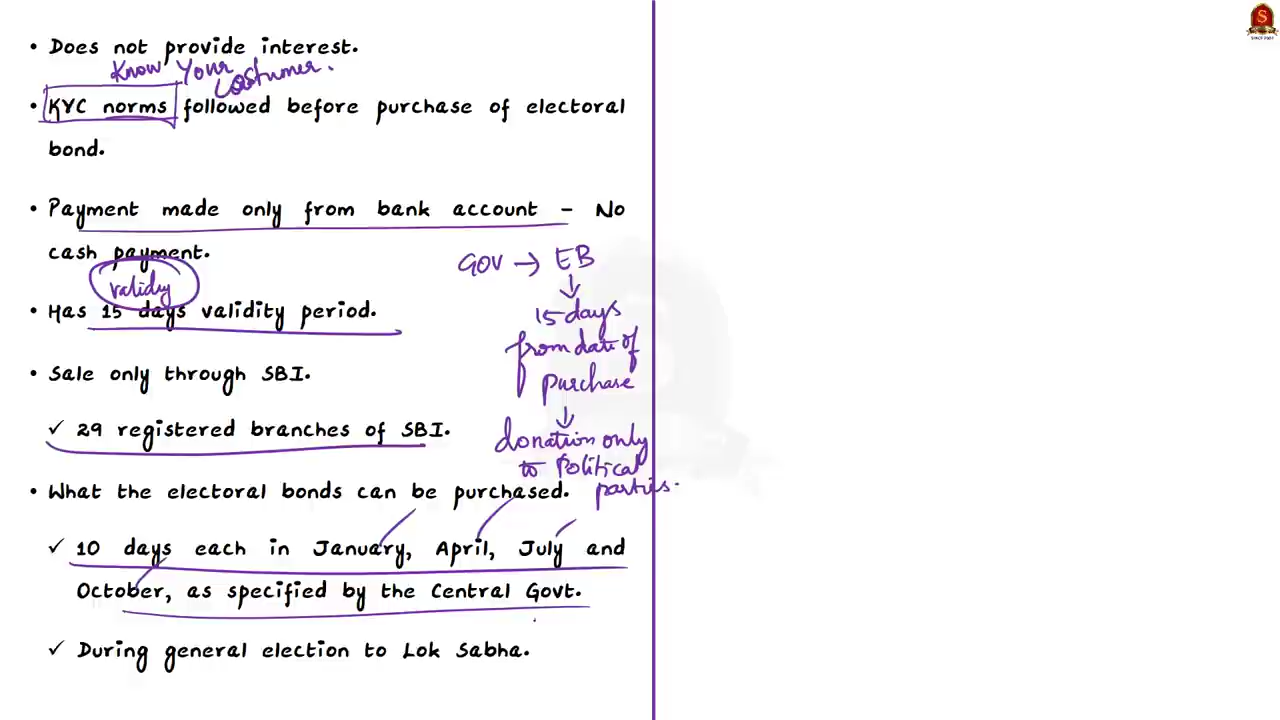 • Does not provide interest.
Know Your
Costumer.
• KYC norms followed before purchase of electoral
bond.
• Payment made only from bank account - No
cash payment.
validiy
• Has 15 days validity period.
• Sale only through SBI.
✓ 29 registered branches of SBI.
• What the electoral bonds can be purchased.
✓ 10 days each in January, April, July and
October, as specified by the Central Govt.
✓ During general election to Lok Sabha.
GOV → EB
↓
15 days
from date of
purchase
↓
donation only
to Political
parties.
S